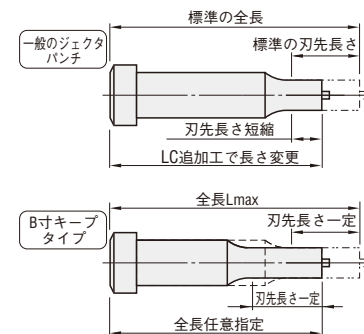 標準の全長
一般のジェクタ
パンチ
標準の刃先長さ
刃先長さ短縮
LC追加工で長さ変更
全長Lmax
B寸キープ
タイプ
刃先長さ一定
刃先長さ一定
全長任意指定